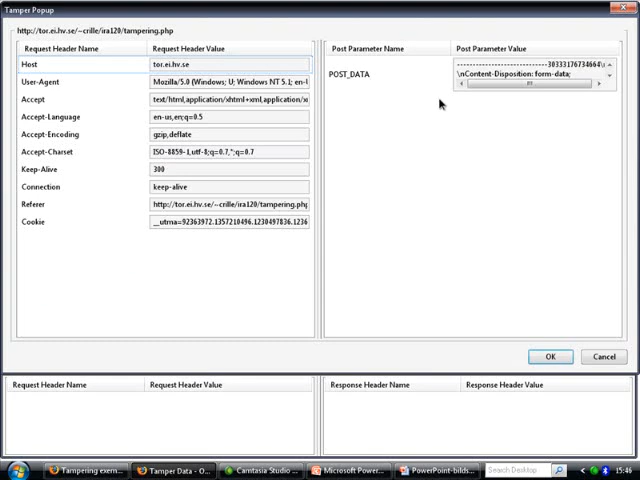 Tamper Popup
http://tor.ei.hv.se/~crille/ira120/tampering.php
Request Header Name Request Header Value Post Parameter Name Post Parameter Value
Host tor.ei.hv.se
User-Agent Mozilla/5.0 (Windows; U; Windows NT 5.1; en-
Accept text/html,application/xhtml+xml,application/x
Accept-Language en-us,en;q=0.5
Accept-Encoding gzip,deflate
Accept-Charset ISO-8859-1,utf-8;q=0.7,*;q=0.7
Keep-Alive 300
Connection keep-alive
Referer http://tor.ei.hv.se/~crille/ira120/tampering.php
Cookie __utma=92363972.1357210496.1230497836.1236
POST_DATA -----------------------------30333176734664\
\nContent-Disposition: form-data;
OK Cancel
Request Header Name Request Header Value Response Header Name Response Header Value
Tampering exem... Tamper Data - O... Camtasia Studio ... Microsoft Power... PowerPoint-bilds... Search Desktop 15:46